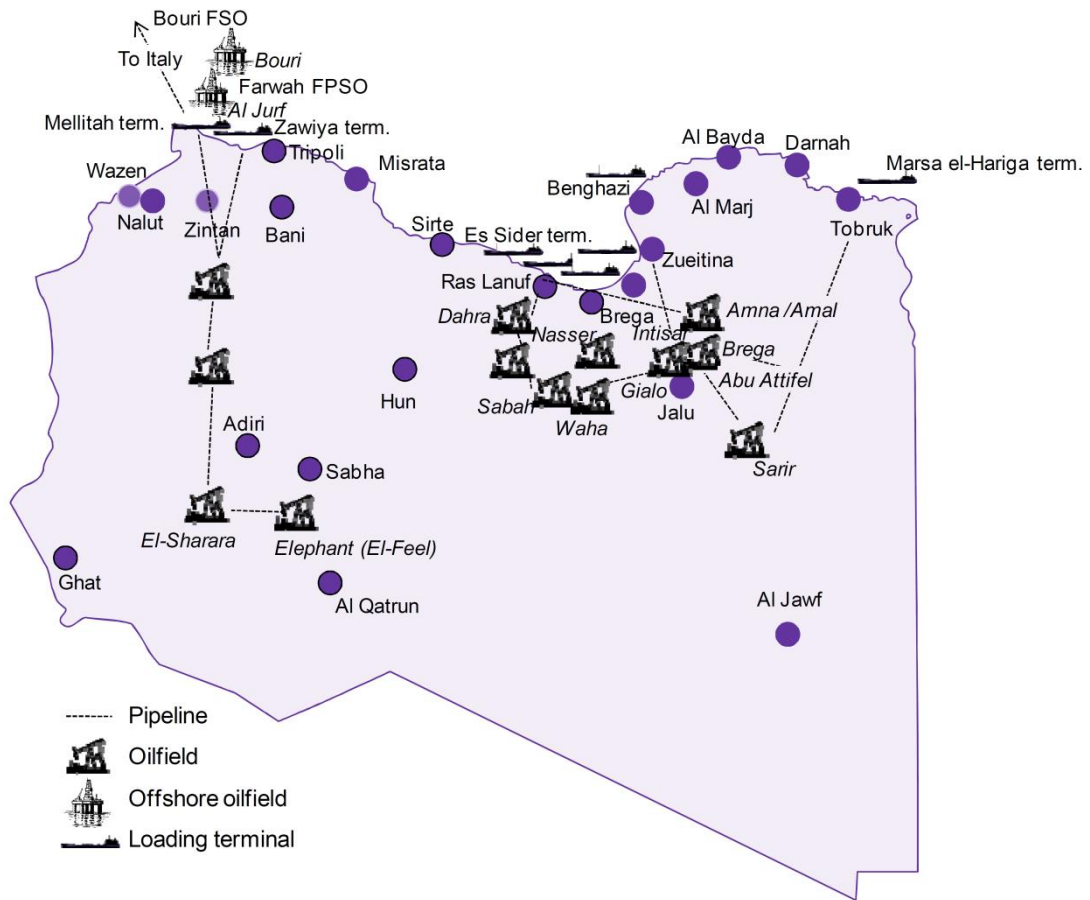 Bouri FSO
To Italy
Bouri
Farwah FPSO
Al Jurf
Mellitah term.
Zawiya term.
Tripoli
Al Bayda
Darnah
Misrata
Marsa el-Hariga term.
Wazen
Benghazi
Al Marj
Nalut
Zintan
Bani
Sirte
Es Sider term.
Tobruk
Zueitina
Ras Lanuf
Dahra
Nasser
Brega
Intisar
Amna /Amal
Brega
Abu Attifel
Hun
Sabah
Waha
Gialo
Jalu
Adiri
Sabha
Sarir
El-Sharara
Elephant (El-Feel)
Ghat
Al Qatrun
Al Jawf
Pipeline
Oilfield
Offshore oilfield
Loading terminal